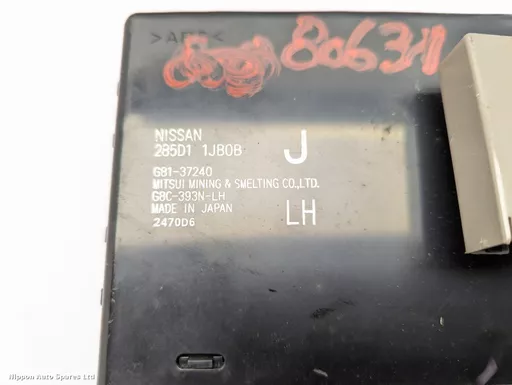 >ABS<
80631
NISSAN
285D1 1JB0B
J
G81-37240
MITSUI MINING & SMELTING CO.,LTD.
G8C-393N-LH
MADE IN JAPAN
LH
2470D6
Nippon Auto Spares Ltd